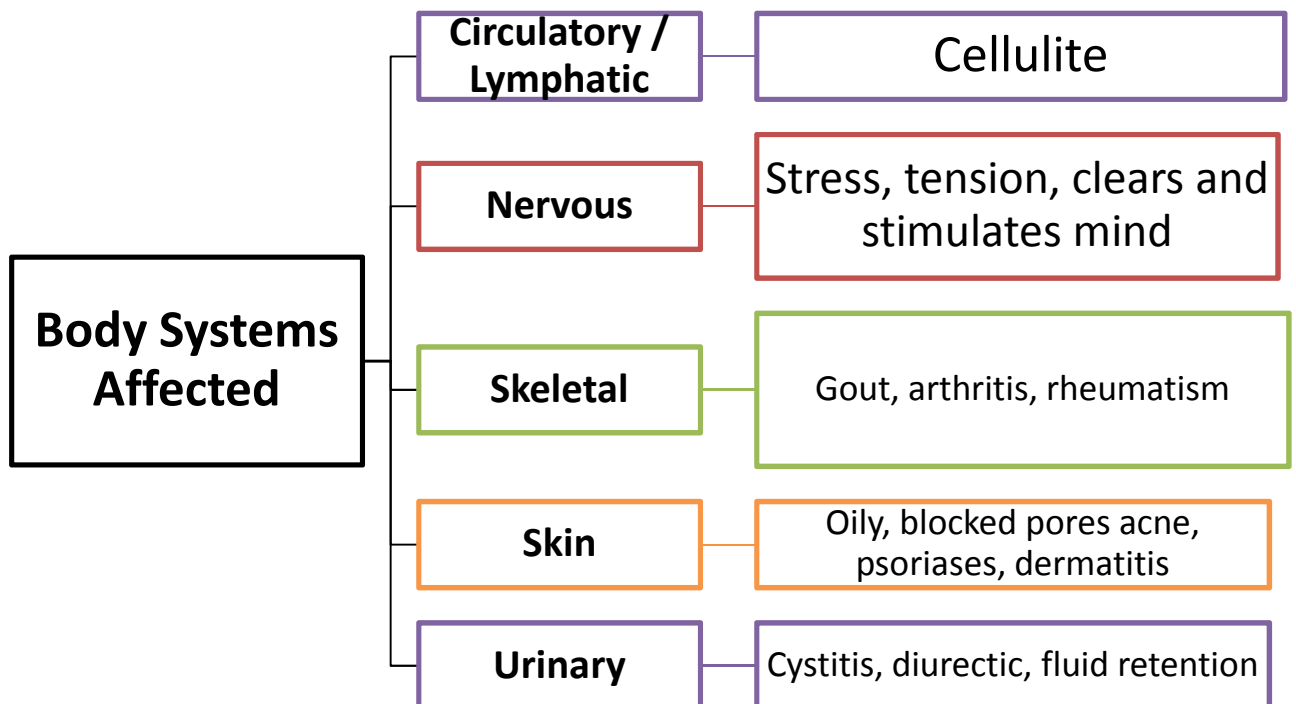 Body Systems
Affected
Circulatory /
Lymphatic
Cellulite
Nervous
Stress, tension, clears and
stimulates mind
Skeletal
Gout, arthritis, rheumatism
Skin
Oily, blocked pores acne,
psoriases, dermatitis
Urinary
Cystitis, diurectic, fluid retention